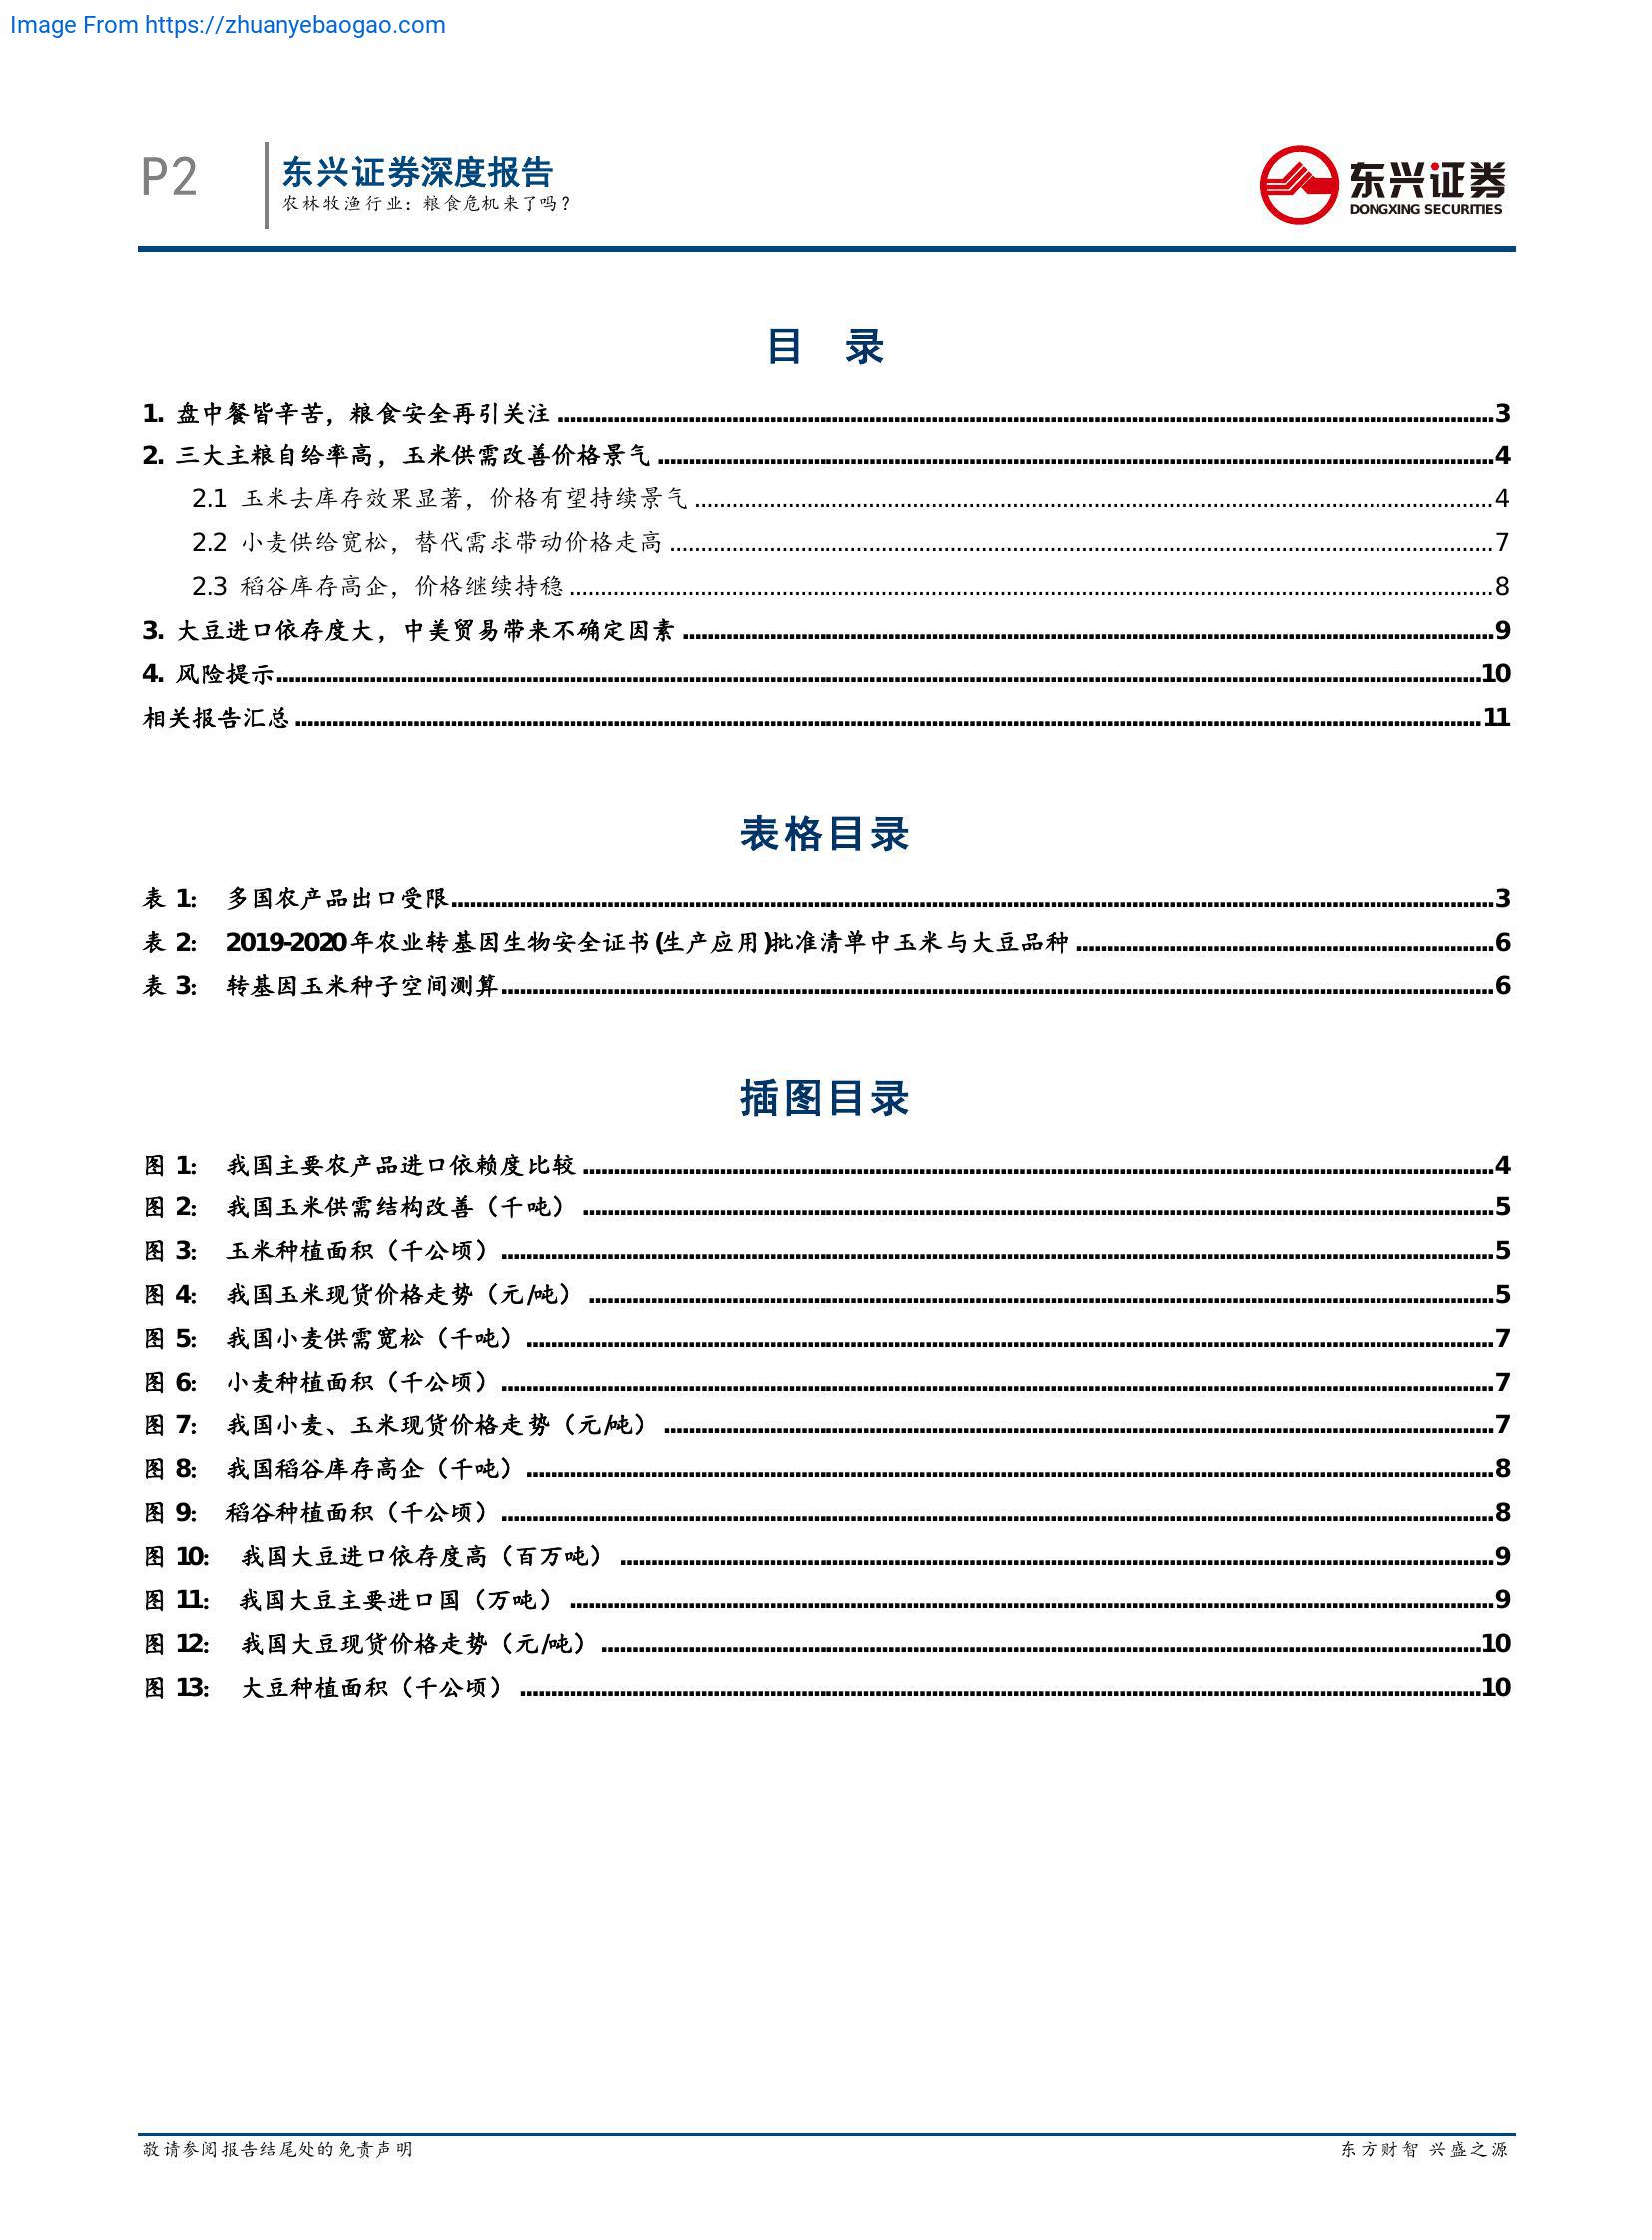 Image From https://zhuanyebaogao.com
P2
东兴证券深度报告
农林牧渔行业：粮食危机来了吗？
东兴证券
DONGXING SECURITIES
目 录
1. 盘中餐皆辛苦，粮食安全再引关注 3
2. 三大主粮自给率高，玉米供需改善价格景气 4
2.1 玉米去库存效果显著，价格有望持续景气 4
2.2 小麦供给宽松，替代需求带动价格走高 7
2.3 稻谷库存高企，价格继续持稳 8
3. 大豆进口依存度大，中美贸易带来不确定因素 9
4. 风险提示 10
相关报告汇总 11
表格目录
表 1： 多国农产品出口受限 3
表 2： 2019-2020 年农业转基因生物安全证书(生产应用)批准清单中玉米与大豆品种 6
表 3： 转基因玉米种子空间测算 6
插图目录
图 1： 我国主要农产品进口依赖度比较 4
图 2： 我国玉米供需结构改善（千吨） 5
图 3： 玉米种植面积（千公顷） 5
图 4： 我国玉米现货价格走势（元/吨） 5
图 5： 我国小麦供需宽松（千吨） 7
图 6： 小麦种植面积（千公顷） 7
图 7： 我国小麦、玉米现货价格走势（元/吨） 7
图 8： 我国稻谷库存高企（千吨） 8
图 9： 稻谷种植面积（千公顷） 8
图 10： 我国大豆进口依存度高（百万吨） 9
图 11： 我国大豆主要进口国（万吨） 9
图 12： 我国大豆现货价格走势（元/吨） 10
图 13： 大豆种植面积（千公顷） 10
敬请参阅报告结尾处的免责声明
东方财智 兴盛之源